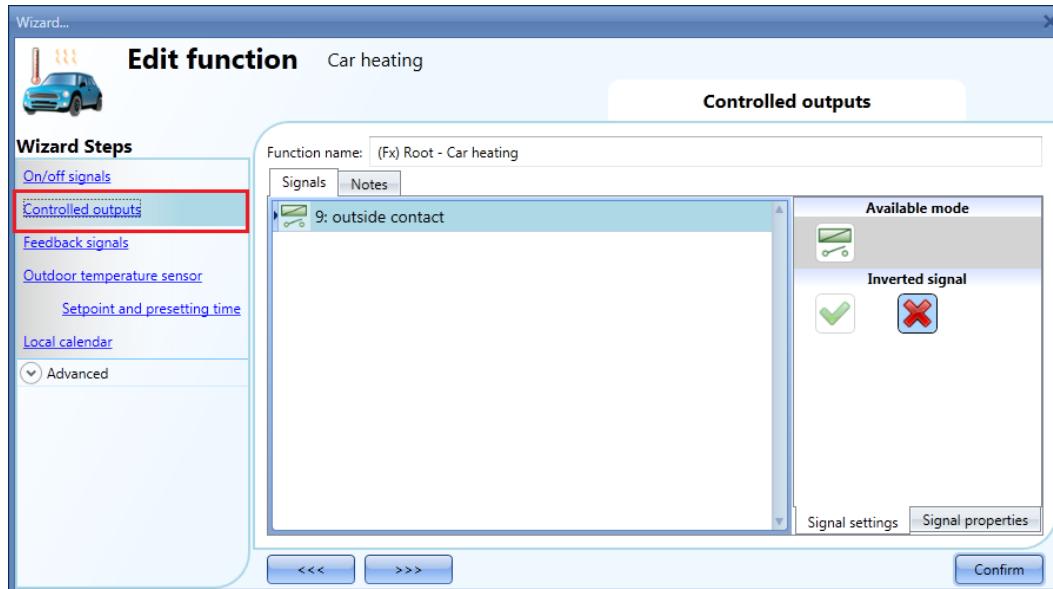 Wizard...
Edit function Car heating
Controlled outputs
Wizard Steps
On/off signals
Controlled outputs
Feedback signals
Outdoor temperature sensor
Setpoint and presetting time
Local calendar
Advanced
Function name: (Fx) Root - Car heating
Signals Notes
9: outside contact
Available mode
Inverted signal
Signal settings Signal properties
<<< >>> Confirm